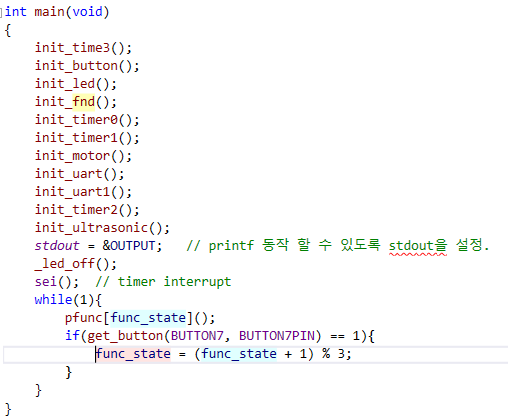 int main(void)
{
    init_time3();
    init_button();
    init_led();
    init_fnd();
    init_timer0();
    init_timer1();
    init_motor();
    init_uart();
    init_uart1();
    init_timer2();
    init_ultrasonic();
    stdout = &OUTPUT;   // printf 동작 할 수 있도록 stdout을 설정.
    _led_off();
    sei();  // timer interrupt
    while(1){
        pfunc[func_state]();
        if(get_button(BUTTON7, BUTTON7PIN) == 1){
            func_state = (func_state + 1) % 3;
        }
    }
}